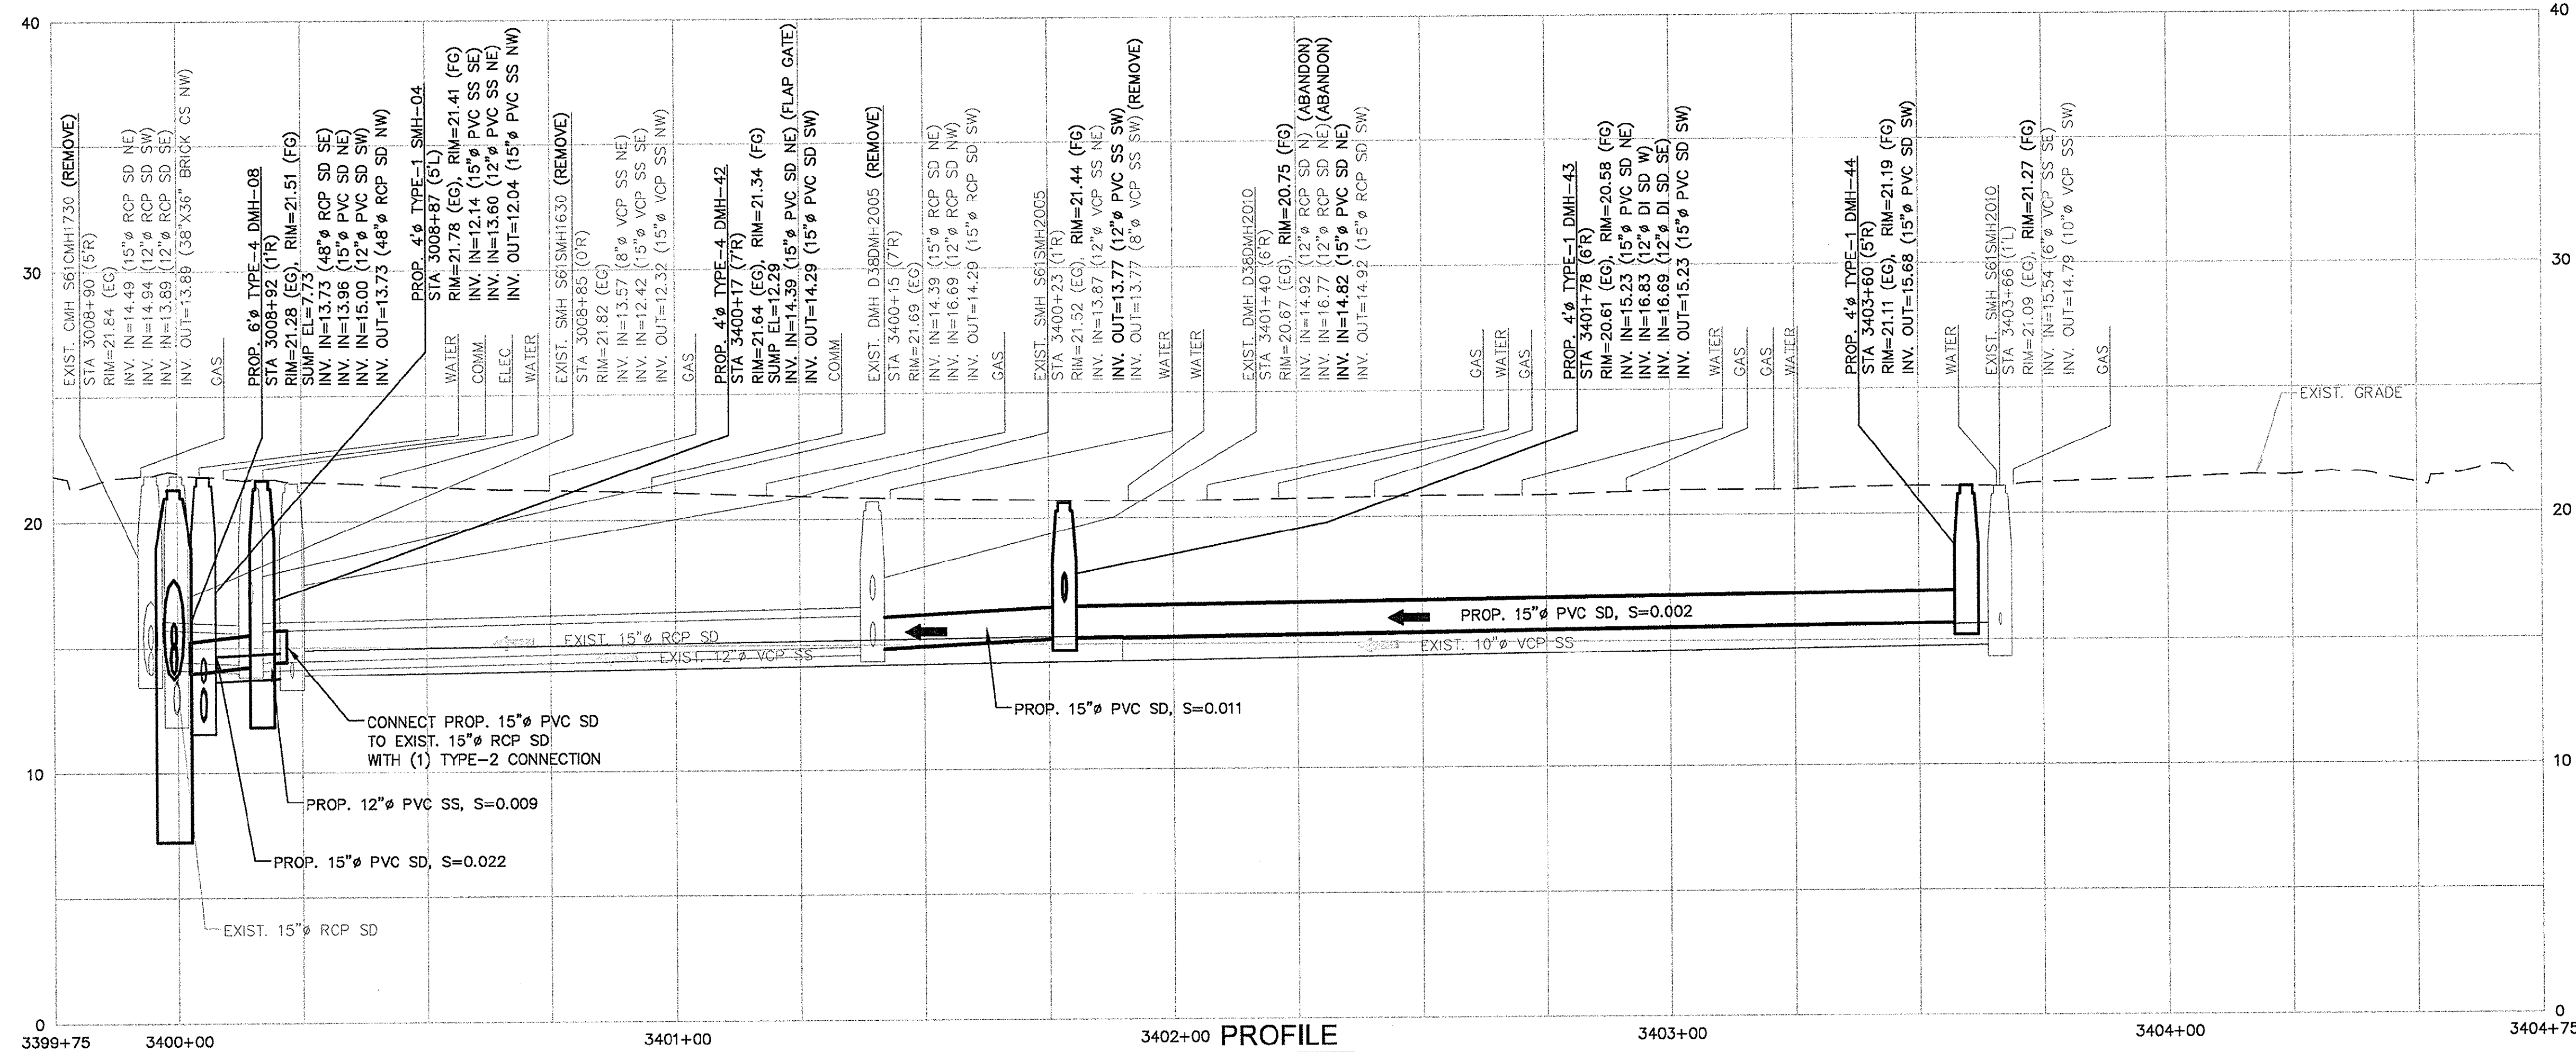 40
40
EXIST. CMH S61CMH1730 (REMOVE)
STA 3008+90 (5'R)
RIM=21.84 (EG)
INV. IN=14.49 (15"ø RCP SD NE)
INV. IN=14.94 (12"ø RCP SD SW)
INV. IN=13.89 (12"ø RCP SD SE)
INV. OUT=13.89 (38"X36" BRICK CS NW)
GAS
PROP. 6'ø TYPE-4 DMH-08
STA 3008+92 (1'R)
RIM=21.28 (EG), RIM=21.51 (FG)
SUMP EL=7.73
INV. IN=13.73 (48"ø RCP SD SE)
INV. IN=13.96 (15"ø PVC SD NE)
INV. IN=15.00 (12"ø PVC SD SW)
INV. OUT=13.73 (48"ø RCP SD NW)
PROP. 4'ø TYPE-1 SMH-04
STA 3008+87 (5'L)
RIM=21.78 (EG), RIM=21.41 (FG)
INV. IN=12.14 (15"ø PVC SS SE)
INV. IN=13.60 (12"ø PVC SS NE)
INV. OUT=12.04 (15"ø PVC SS NW)
WATER
COMM
ELEC
WATER
EXIST. SMH S61SMH1630 (REMOVE)
STA 3008+85 (0'R)
RIM=21.82 (EG)
INV. IN=13.57 (8"ø VCP SS NE)
INV. IN=12.42 (15"ø VCP SS SE)
INV. OUT=12.32 (15"ø VCP SS NW)
GAS
PROP. 4'ø TYPE-4 DMH-42
STA 3400+17 (7'R)
RIM=21.64 (EG), RIM=21.34 (FG)
SUMP EL=12.29
INV. IN=14.39 (15"ø PVC SD NE) (FLAP GATE)
INV. OUT=14.29 (15"ø PVC SD SW)
COMM
EXIST. DMH D38DMH2005 (REMOVE)
STA 3400+15 (7'R)
RIM=21.69 (EG)
INV. IN=14.39 (15"ø RCP SD NE)
INV. IN=16.69 (12"ø RCP SD NW)
INV. OUT=14.29 (15"ø RCP SD SW)
GAS
EXIST. SMH S61SMH2005
STA 3400+23 (1'R)
RIM=21.52 (EG), RIM=21.44 (FG)
INV. IN=13.87 (12"ø VCP SS NE)
INV. OUT=13.77 (12"ø PVC SS SW)
INV. OUT=13.77 (8"ø VCP SS SW) (REMOVE)
WATER
WATER
EXIST. DMH D38DMH2010
STA 3401+40 (6'R)
RIM=20.67 (EG), RIM=20.75 (FG)
INV. IN=14.92 (12"ø RCP SD N) (ABANDON)
INV. IN=16.77 (12"ø RCP SD NE) (ABANDON)
INV. IN=14.82 (15"ø PVC SD NE)
INV. OUT=14.92 (15"ø RCP SD SW)
GAS
WATER
GAS
PROP. 4'ø TYPE-1 DMH-43
STA 3401+78 (6'R)
RIM=20.61 (EG), RIM=20.58 (FG)
INV. IN=15.23 (15"ø PVC SD NE)
INV. IN=16.83 (12"ø DI SD W)
INV. IN=16.69 (12"ø DI SD SE)
INV. OUT=15.23 (15"ø PVC SD SW)
WATER
GAS
GAS
WATER
PROP. 4'ø TYPE-1 DMH-44
STA 3403+60 (5'R)
RIM=21.11 (EG), RIM=21.19 (FG)
INV. OUT=15.68 (15"ø PVC SD SW)
WATER
EXIST. SMH S61SMH2010
STA 3403+66 (1'L)
RIM=21.09 (EG), RIM=21.27 (FG)
INV. IN=15.54 (6"ø VCP SS SE)
INV. OUT=14.79 (10"ø VCP SS SW)
GAS
EXIST. GRADE
30
30
20
20
PROP. 15"ø PVC SD, S=0.002
EXIST. 15"ø RCP SD
EXIST. 12"ø VCP SS
EXIST. 10"ø VCP SS
PROP. 15"ø PVC SD, S=0.011
CONNECT PROP. 15"ø PVC SD
TO EXIST. 15"ø RCP SD
WITH (1) TYPE-2 CONNECTION
10
10
PROP. 12"ø PVC SS, S=0.009
PROP. 15"ø PVC SD, S=0.022
EXIST. 15"ø RCP SD
0
0
3399+75
3400+00
3401+00
3402+00
PROFILE
3403+00
3404+00
3404+75